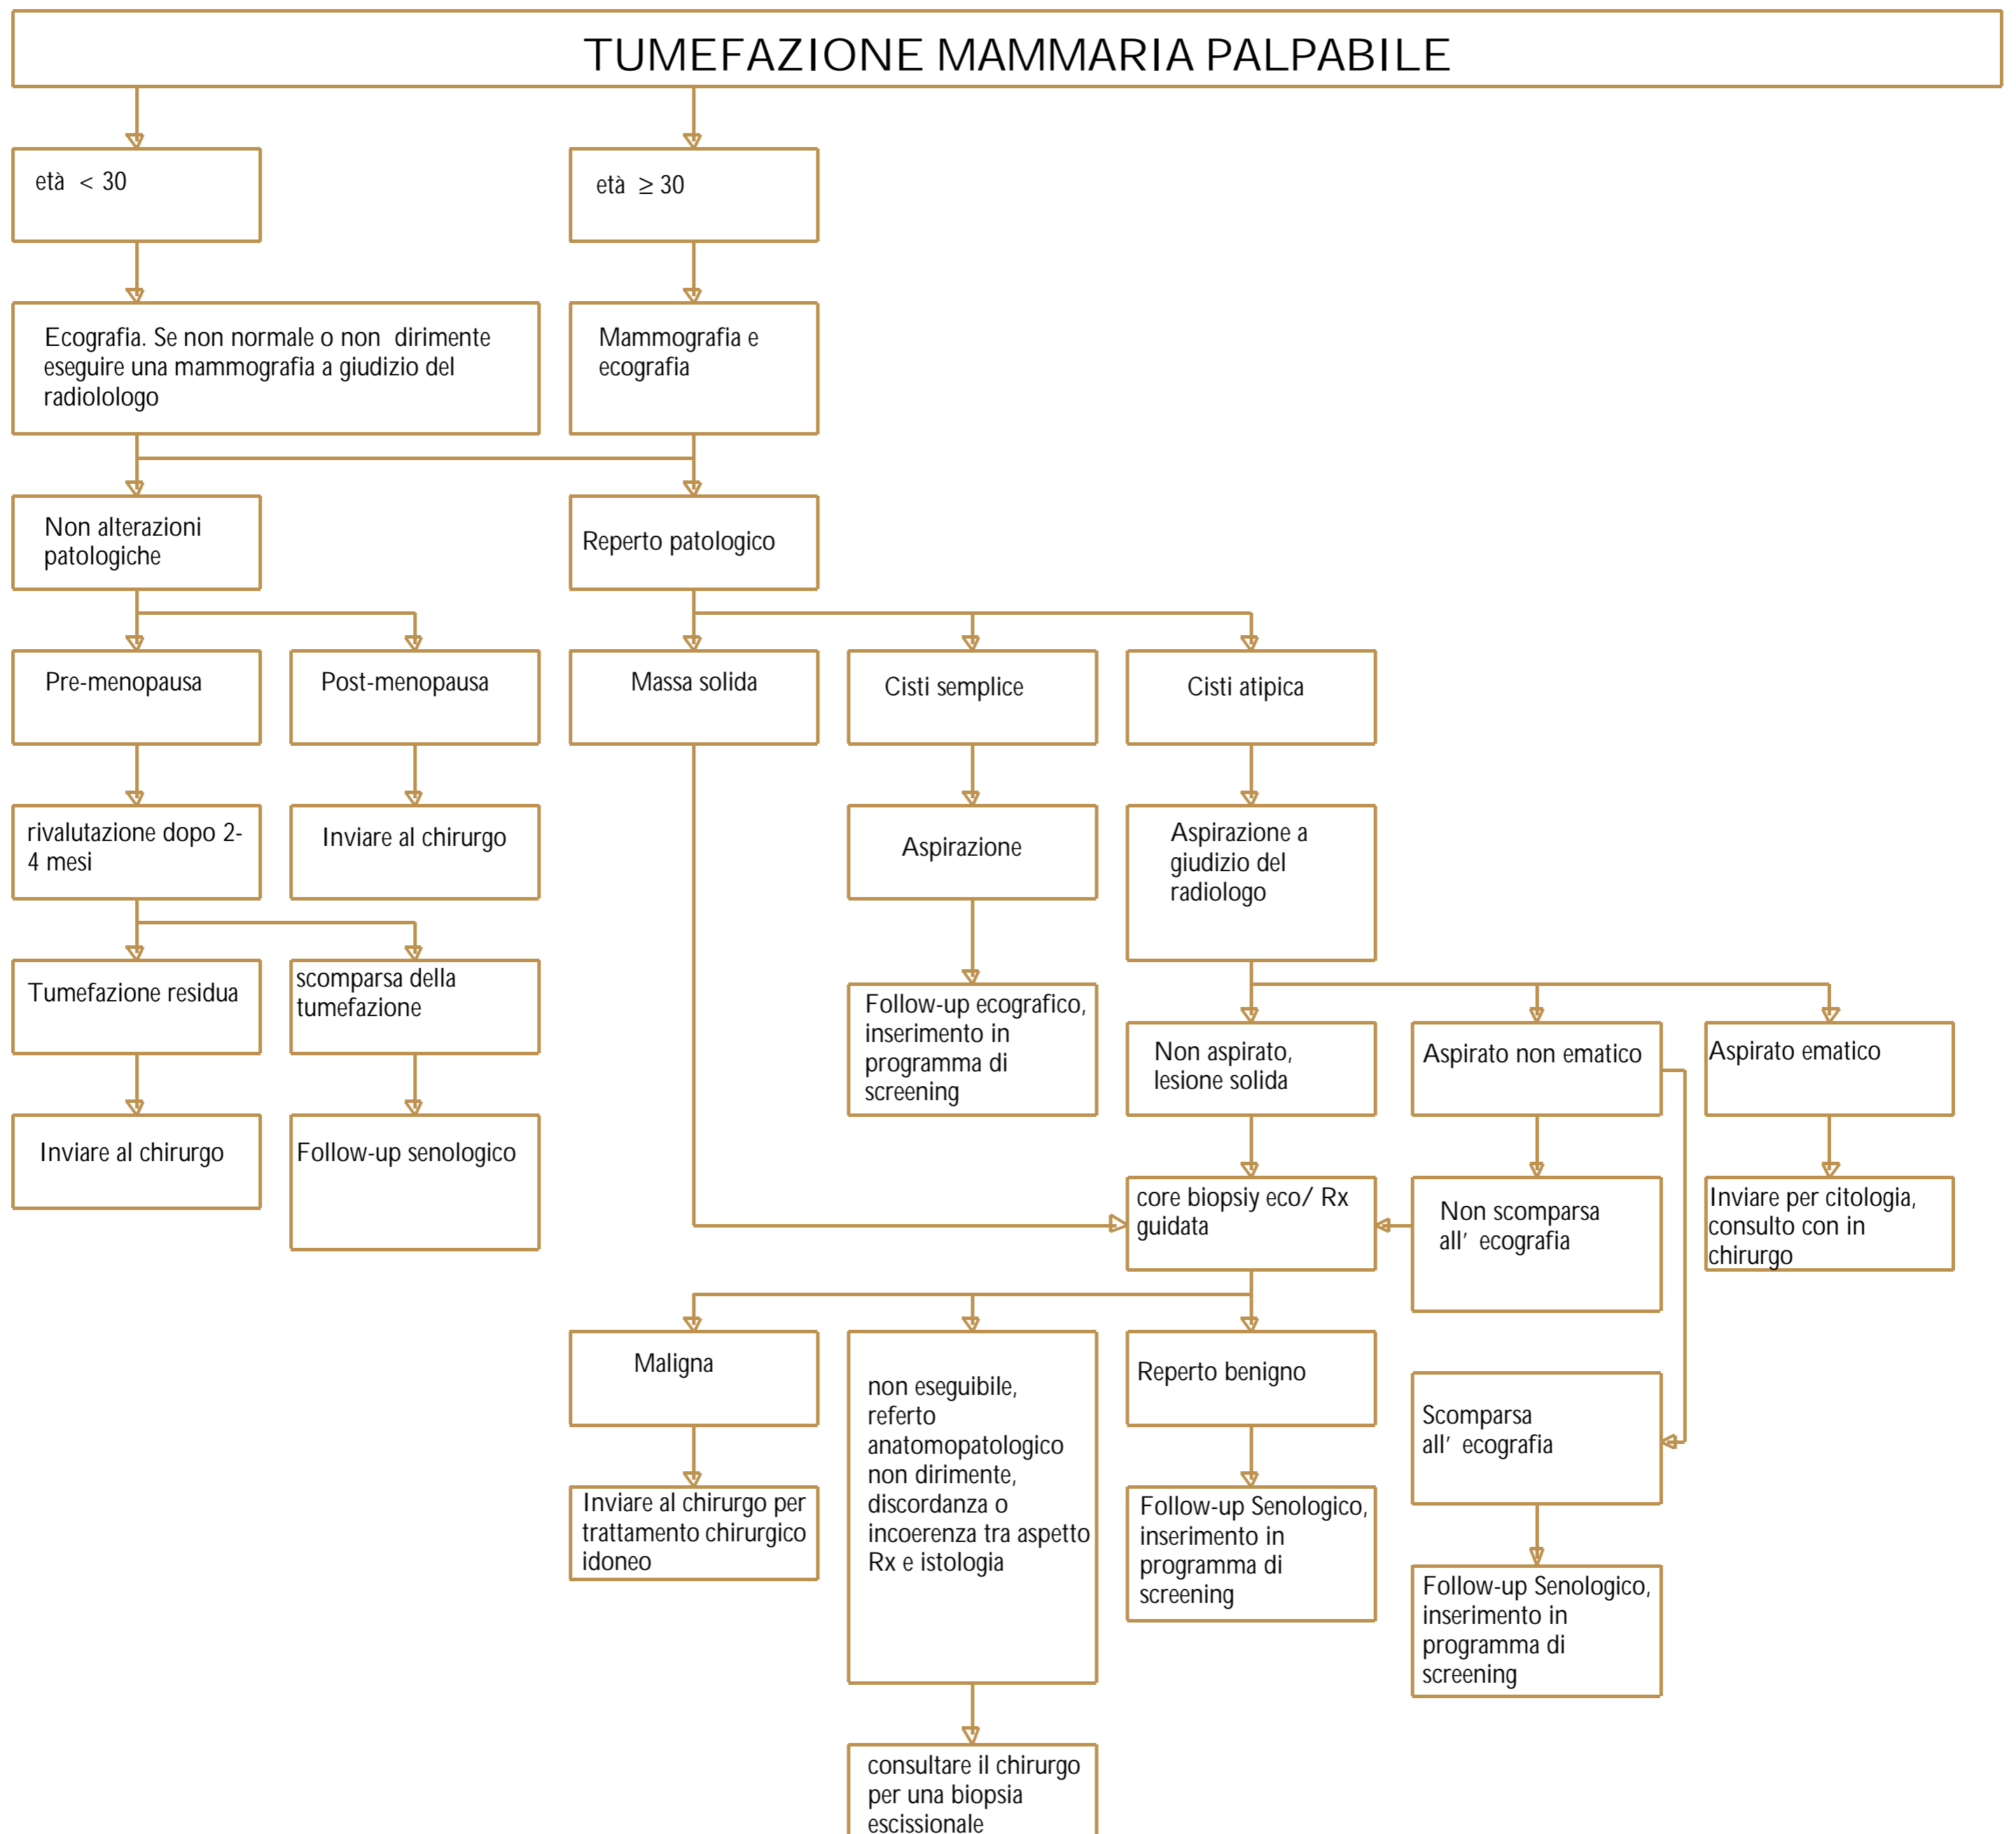 TUMEFAZIONE MAMMARIA PALPABILE
età < 30
età ≥ 30
Ecografia. Se non normale o non dirimente
eseguire una mammografia a giudizio del
radiolologo
Mammografia e
ecografia
Non alterazioni
patologiche
Reperto patologico
Pre-menopausa
Post-menopausa
Massa solida
Cisti semplice
Cisti atipica
rivalutazione dopo 2-
4 mesi
Inviare al chirurgo
Aspirazione
Aspirazione a
giudizio del
radiologo
Tumefazione residua
scomparsa della
tumefazione
Follow-up ecografico,
inserimento in
programma di
screening
Non aspirato,
lesione solida
Aspirato non ematico
Aspirato ematico
Inviare al chirurgo
Follow-up senologico
core biopsiy eco/ Rx
guidata
Non scomparsa
all' ecografia
Inviare per citologia,
consulto con in
chirurgo
Maligna
non eseguibile,
referto
anatomopatologico
non dirimente,
discordanza o
incoerenza tra aspetto
Rx e istologia
Reperto benigno
Scomparsa
all' ecografia
Inviare al chirurgo per
trattamento chirurgico
idoneo
Follow-up Senologico,
inserimento in
programma di
screening
Follow-up Senologico,
inserimento in
programma di
screening
consultare il chirurgo
per una biopsia
escissionale